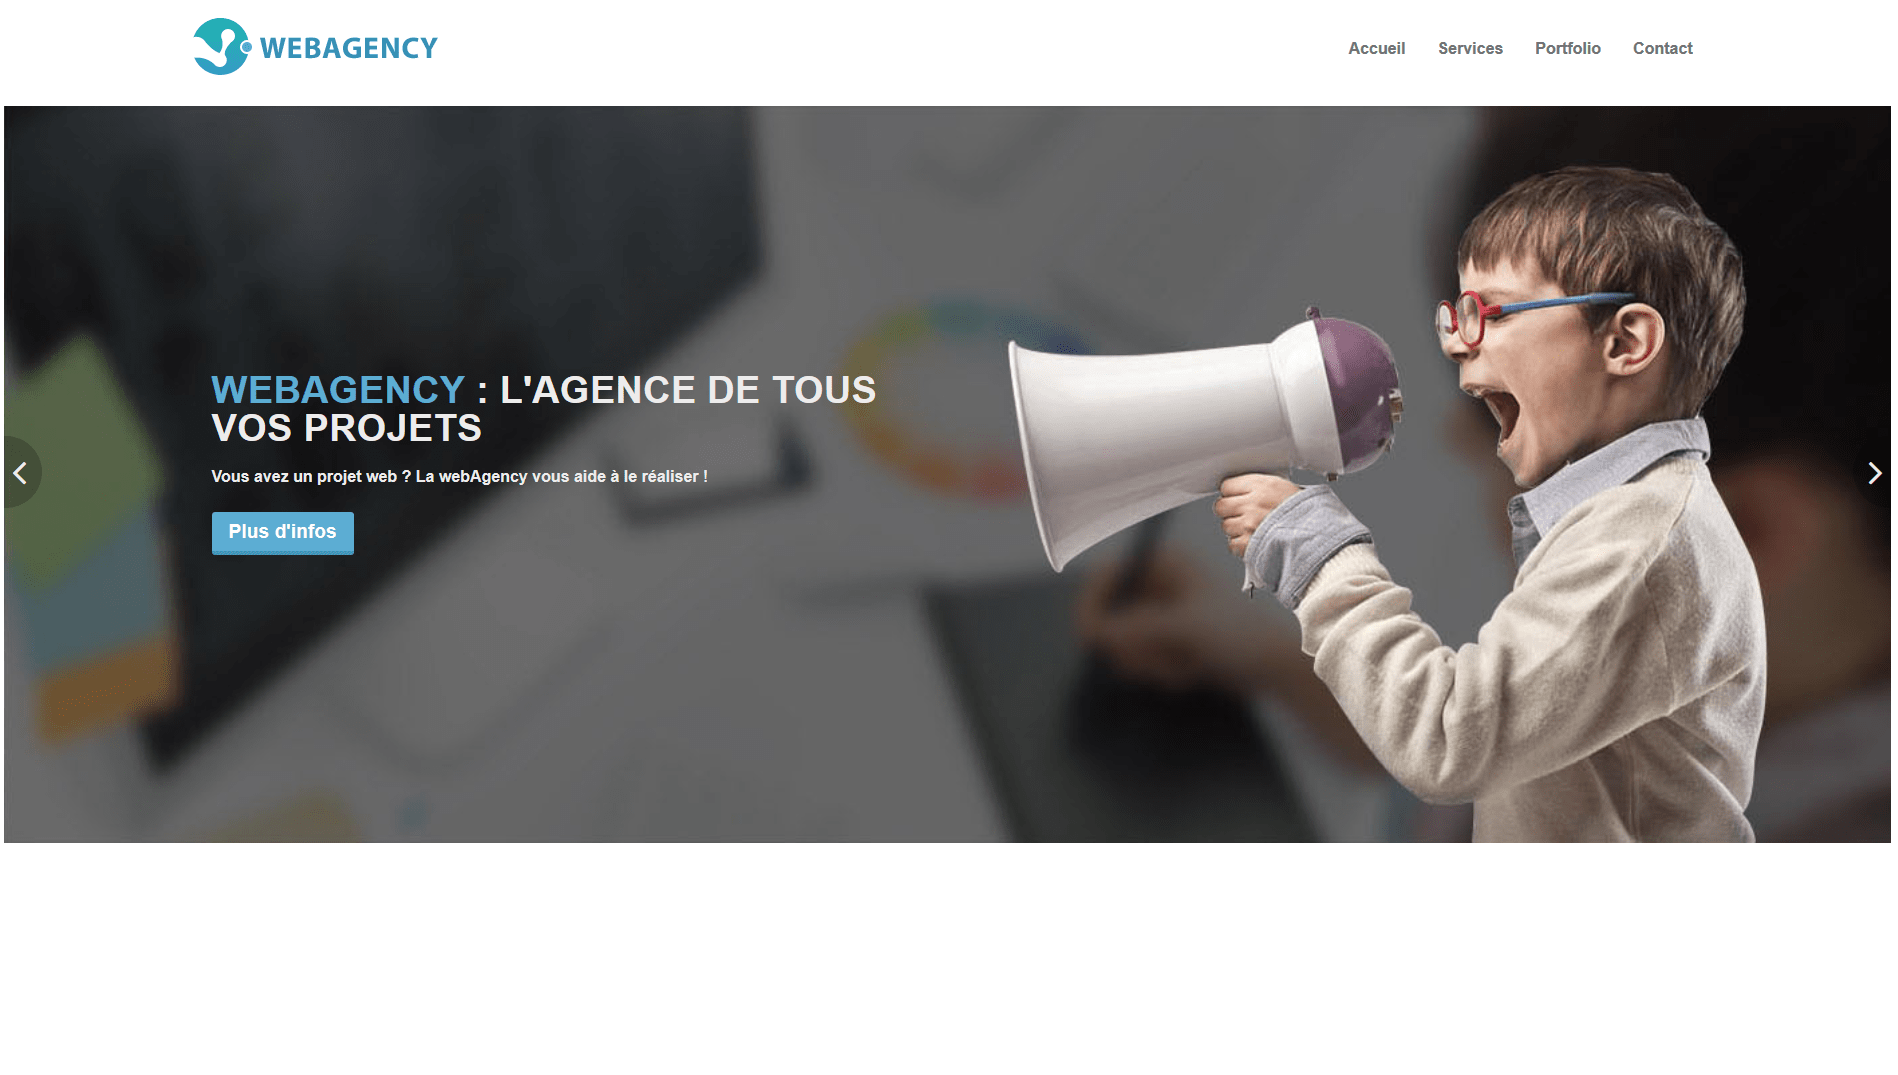 WEBAGENCY
Accueil Services Portfolio Contact
WEBAGENCY : L'AGENCE DE TOUS
VOS PROJETS
Vous avez un projet web ? La webAgency vous aide à le réaliser !
Plus d'infos